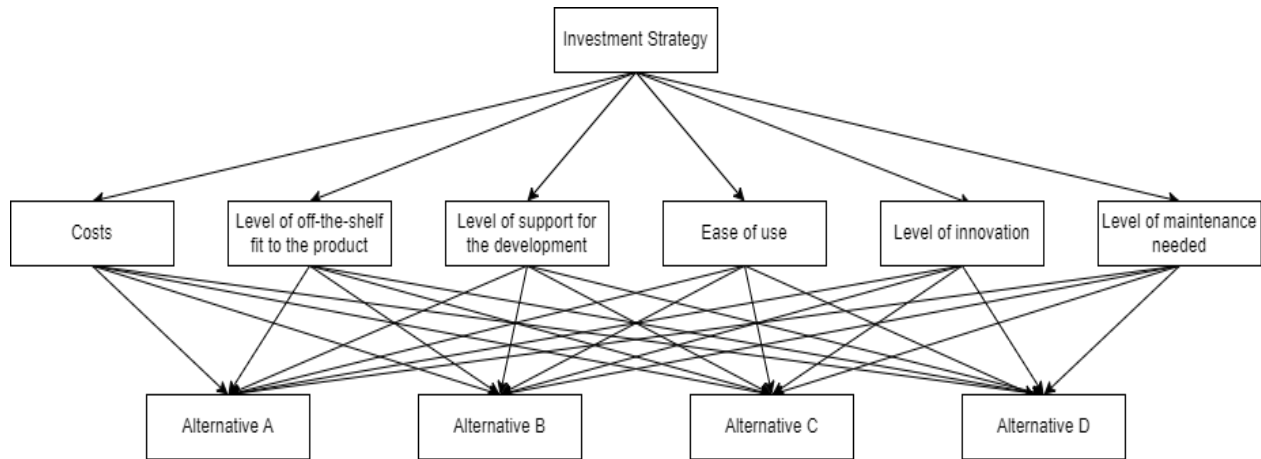 Investment Strategy
Costs
Level of off-the-shelf
fit to the product
Level of support for
the development
Ease of use
Level of innovation
Level of maintenance
needed
Alternative A
Alternative B
Alternative C
Alternative D